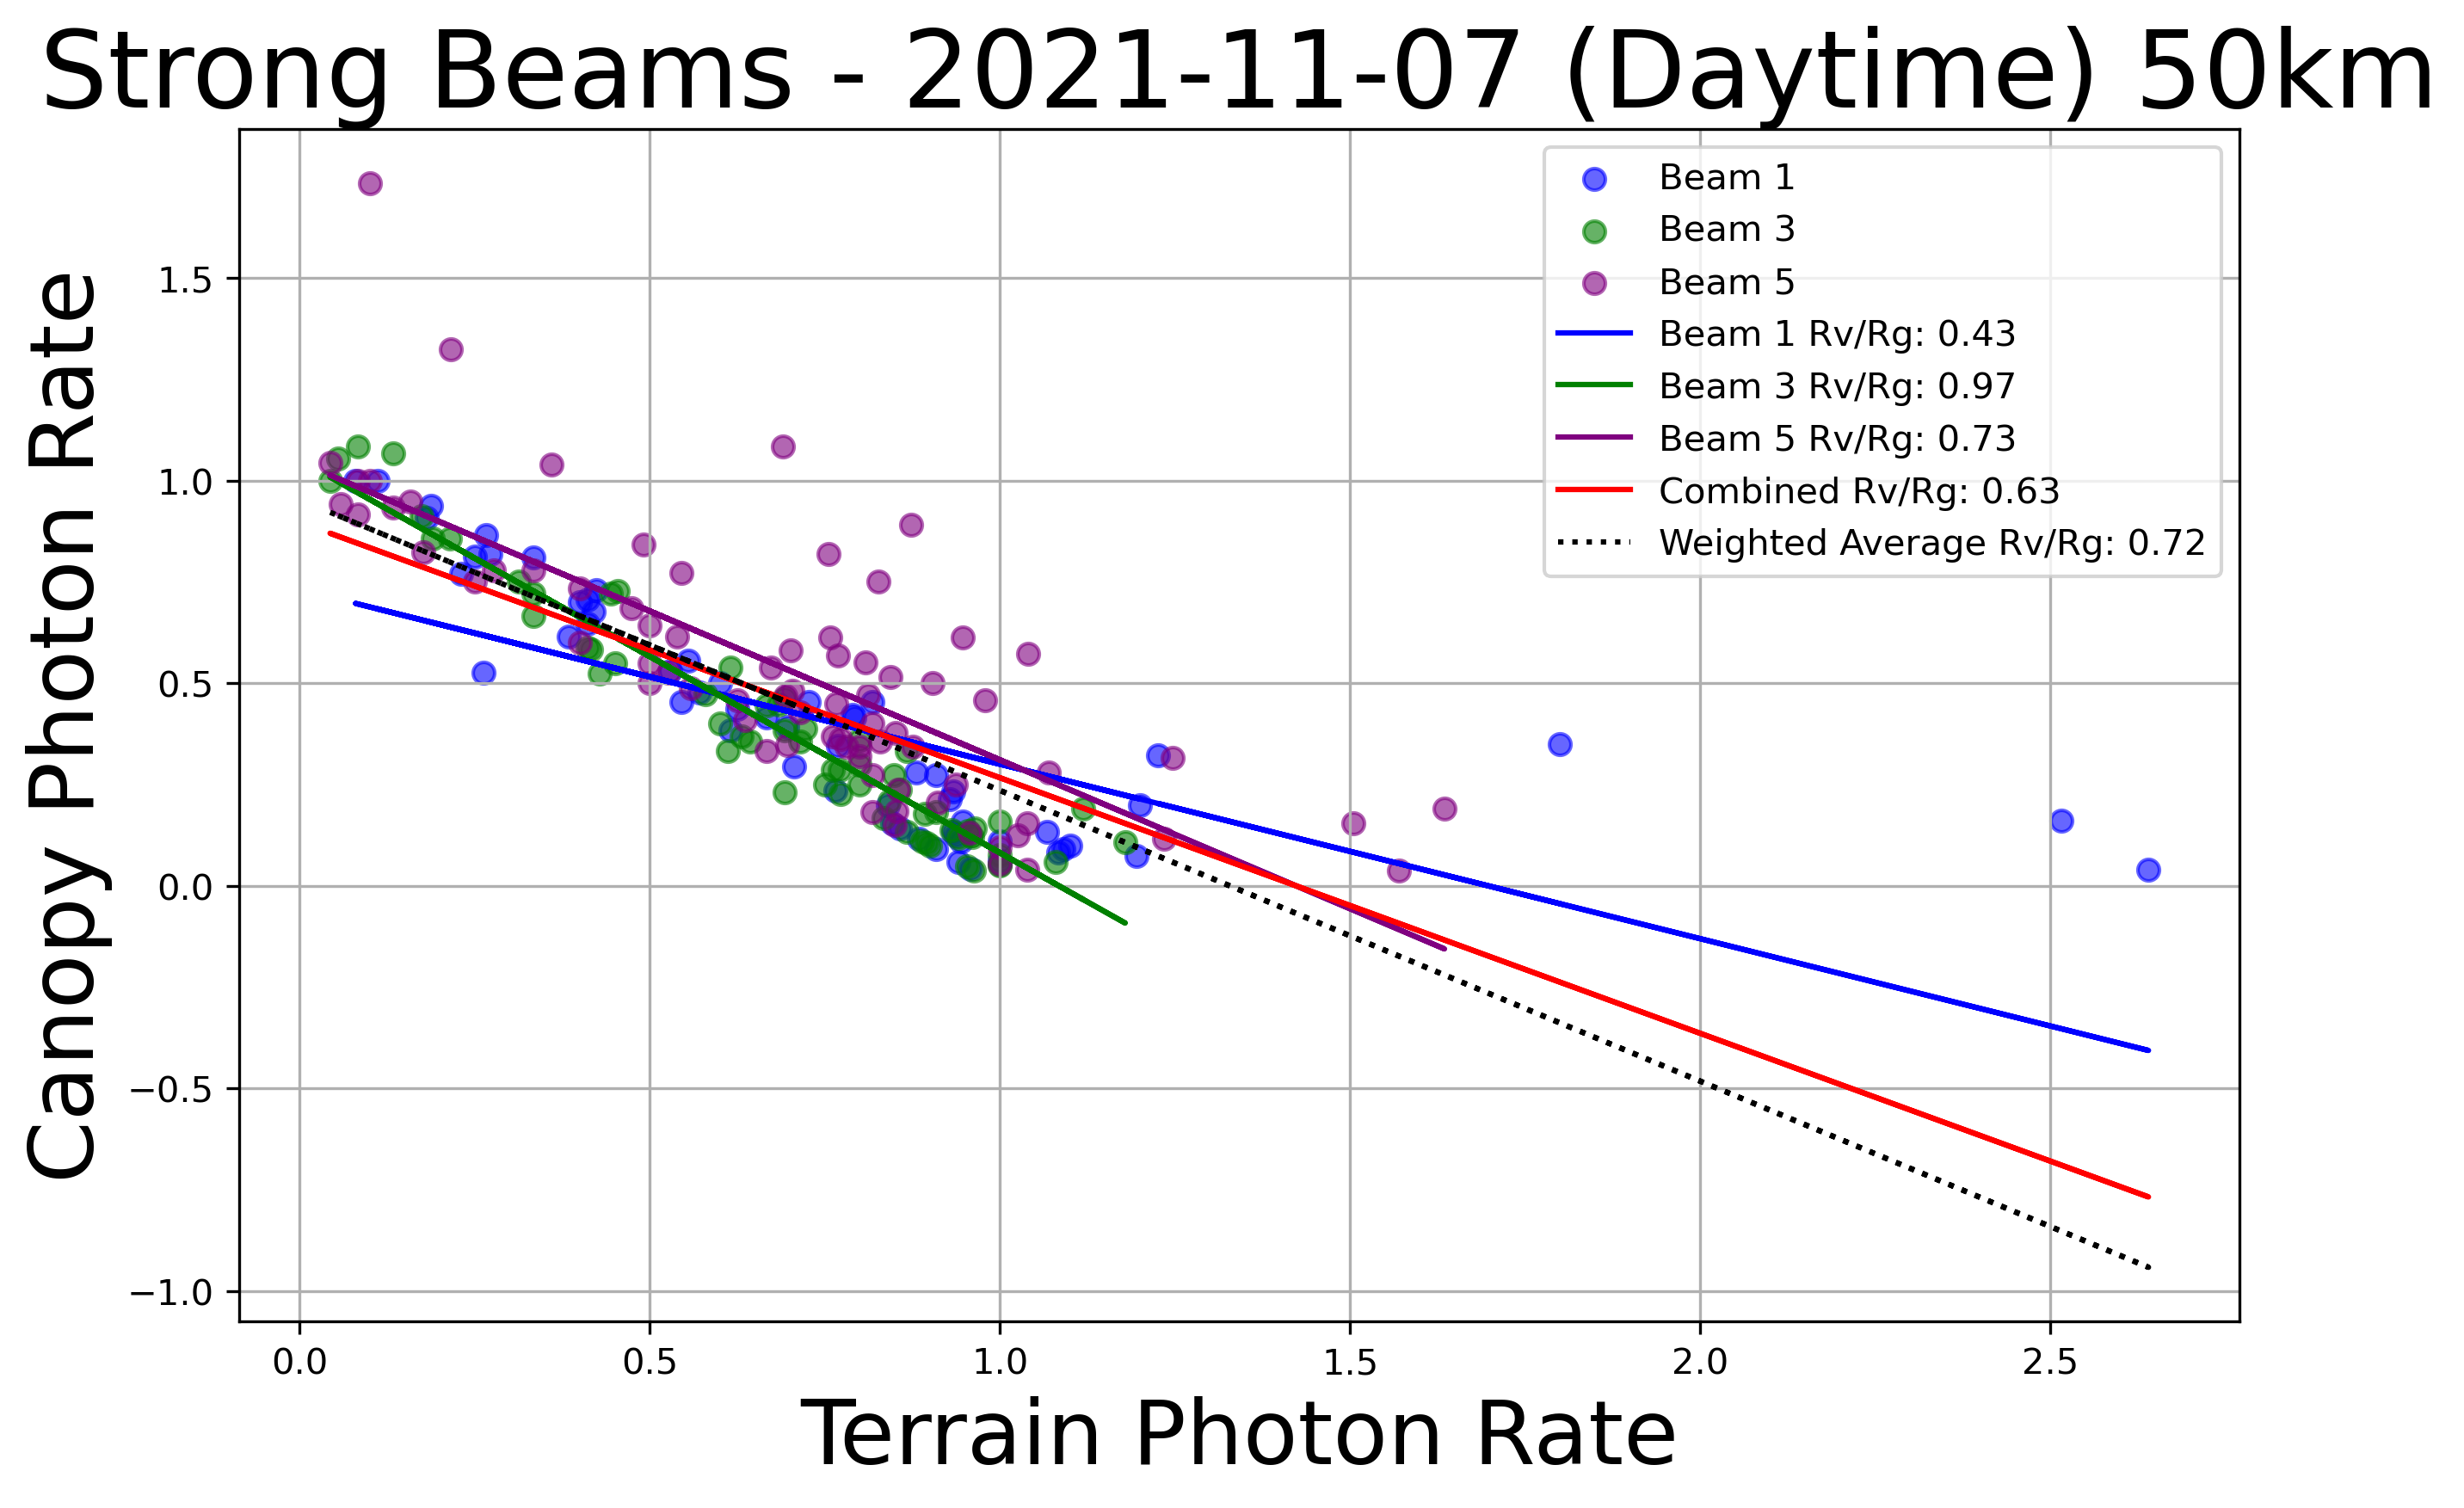 Strong Beams - 2021-11-07 (Daytime) 50km
Canopy Photon Rate
1.5
1.0
0.5
0.0
−0.5
−1.0
Beam 1
Beam 3
Beam 5
Beam 1 Rv/Rg: 0.43
Beam 3 Rv/Rg: 0.97
Beam 5 Rv/Rg: 0.73
Combined Rv/Rg: 0.63
Weighted Average Rv/Rg: 0.72
0.0 0.5 1.0 1.5 2.0 2.5
Terrain Photon Rate